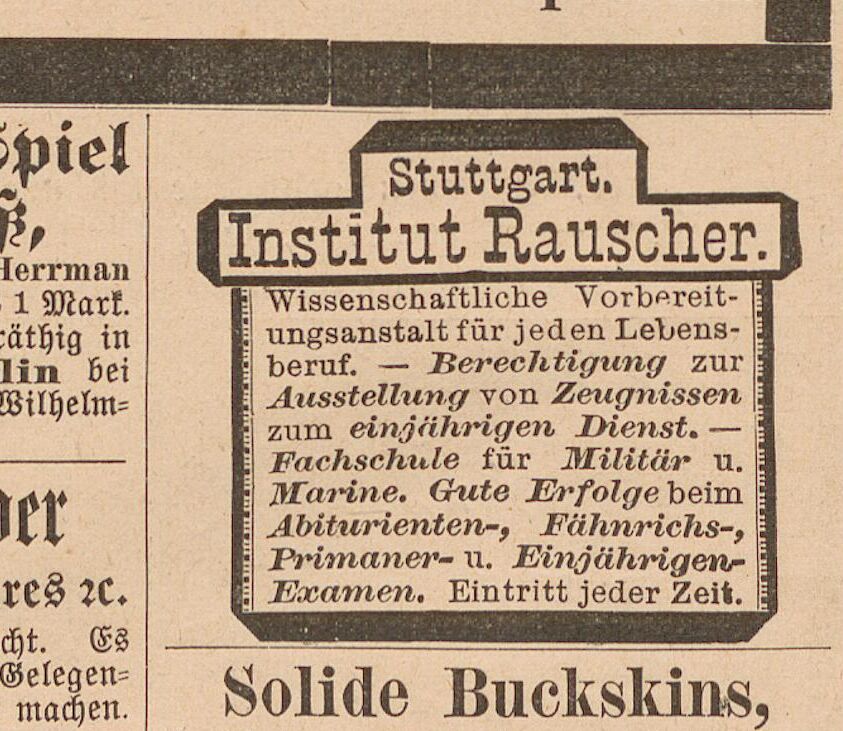 Spiel
Herrman
1 Mark.
räthig in
lin bei
Wilhelm=
der
res ꝛc.
cht. Es
Gelegen=
machen.
Stuttgart.
Institut Rauscher.
Wissenschaftliche Vorbereit-
ungsanstalt für jeden Lebens-
beruf. — Berechtigung zur
Ausstellung von Zeugnissen
zum einjährigen Dienst. —
Fachschule für Militär u.
Marine. Gute Erfolge beim
Abiturienten-, Fähnrichs-,
Primaner- u. Einjährigen-
Examen. Eintritt jeder Zeit.
Solide Buckskins,